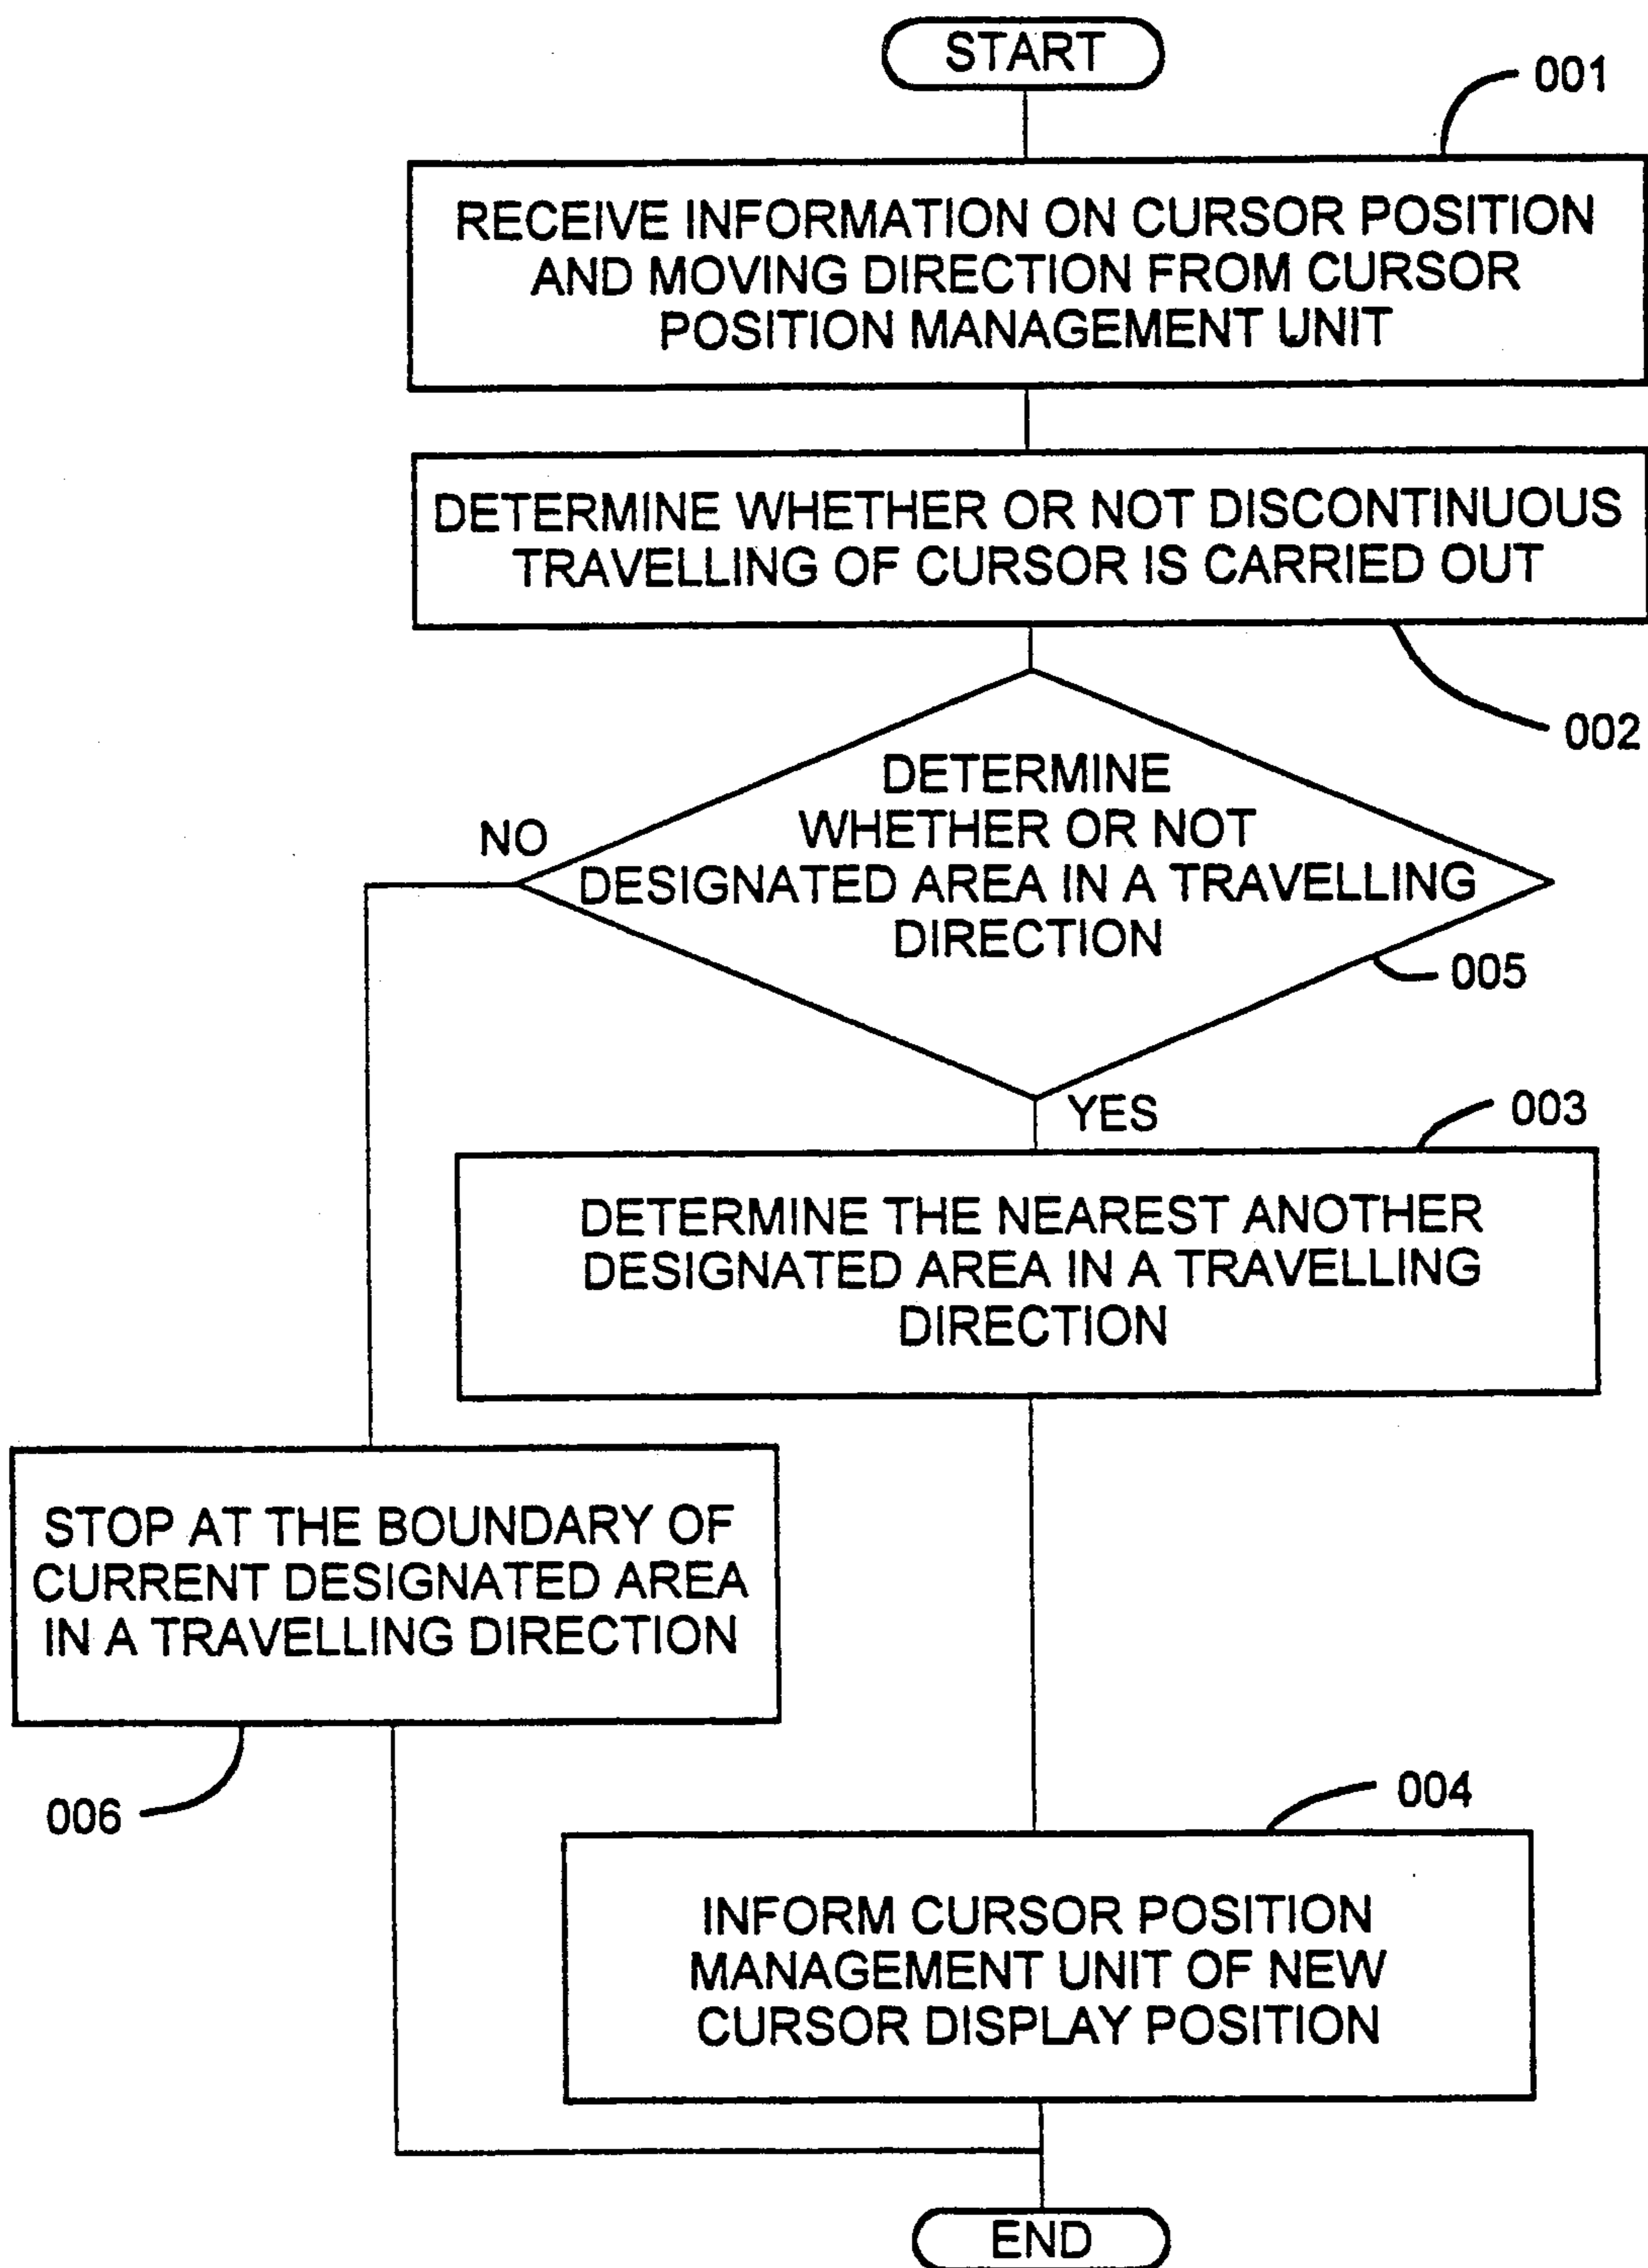 START
001
RECEIVE INFORMATION ON CURSOR POSITION
AND MOVING DIRECTION FROM CURSOR
POSITION MANAGEMENT UNIT
DETERMINE WHETHER OR NOT DISCONTINUOUS
TRAVELLING OF CURSOR IS CARRIED OUT
002
DETERMINE
WHETHER OR NOT
DESIGNATED AREA IN A TRAVELLING
DIRECTION
NO
005
YES
003
DETERMINE THE NEAREST ANOTHER
DESIGNATED AREA IN A TRAVELLING
DIRECTION
STOP AT THE BOUNDARY OF
CURRENT DESIGNATED AREA
IN A TRAVELLING DIRECTION
006
004
INFORM CURSOR POSITION
MANAGEMENT UNIT OF NEW
CURSOR DISPLAY POSITION
END